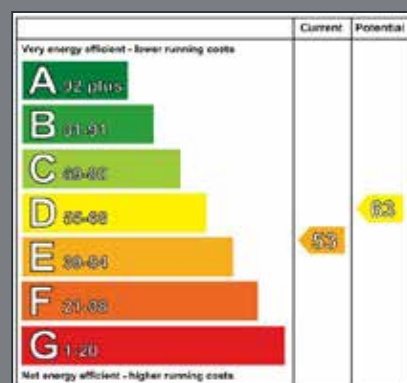 Current Potential
Very energy efficient - lower running costs
A 92 plus
B 81-91
C 69-80
D 55-68
63
53
E 39-54
F 21-38
G 1-20
Not energy efficient - higher running costs